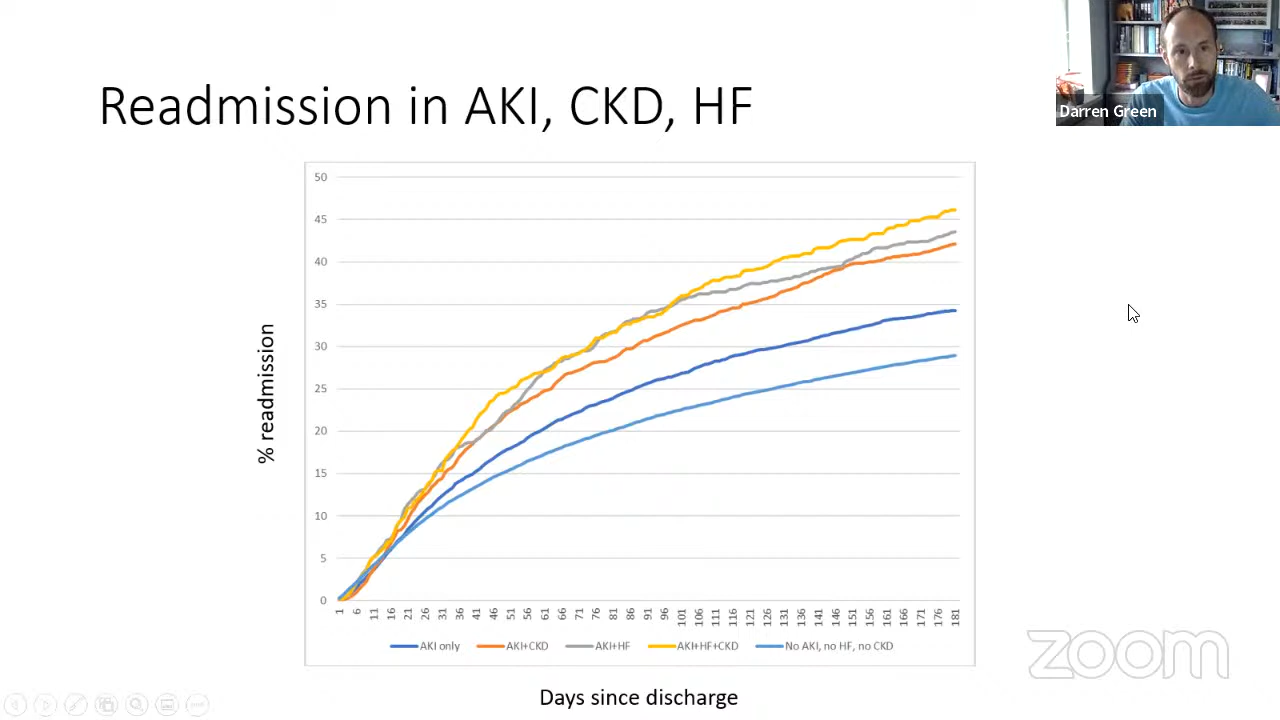 Darren Green
Readmission in AKI, CKD, HF
% readmission
50
45
40
35
30
25
20
15
10
5
0
1 6 11 16 21 26 31 36 41 46 51 56 61 66 71 76 81 86 91 96 101 106 111 116 121 126 131 136 141 146 151 156 161 166 171 176 181
AKI only AKI+CKD AKI+HF AKI+HF+CKD No AKI, no HF, no CKD
Days since discharge
zoom